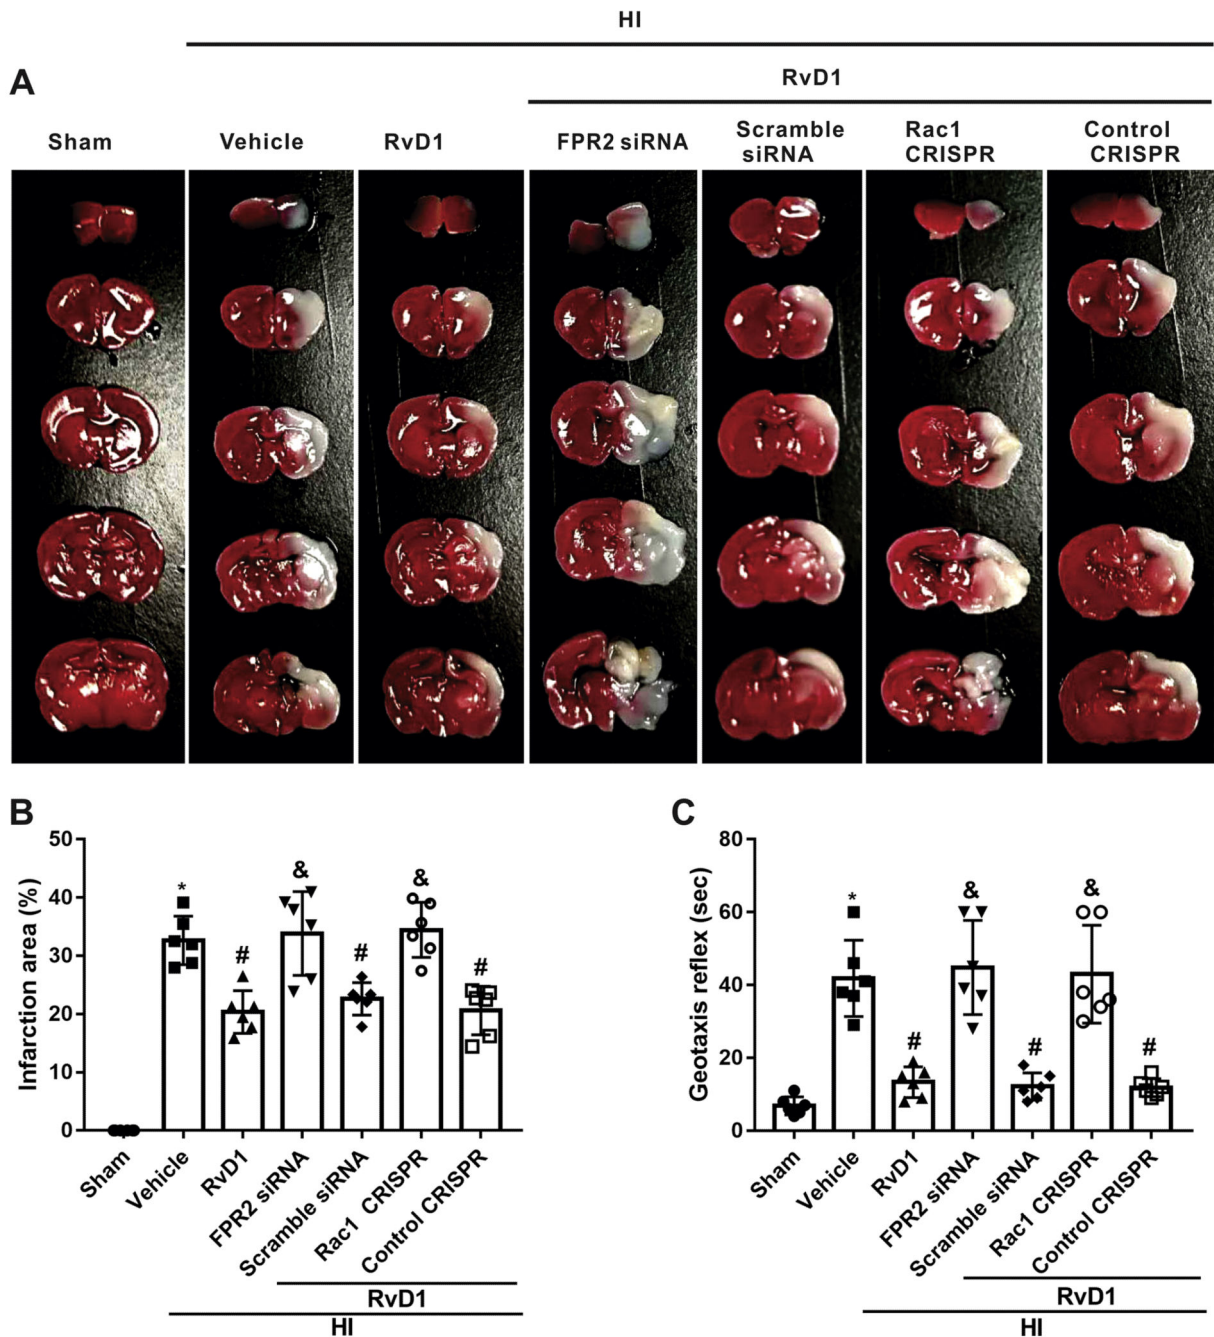 HI
A
RvD1
Sham
Vehicle
RvD1
FPR2 siRNA
Scramble
siRNA
Rac1
CRISPR
Control
CRISPR
B
Infarction area (%)
50
40
30
20
10
0
*
#
&
#
&
#
Sham
Vehicle
RvD1
FPR2 siRNA
Scramble siRNA
Rac1 CRISPR
Control CRISPR
RvD1
HI
C
Geotaxis reflex (sec)
80
60
40
20
0
*
#
&
#
&
#
Sham
Vehicle
RvD1
FPR2 siRNA
Scramble siRNA
Rac1 CRISPR
Control CRISPR
RvD1
HI